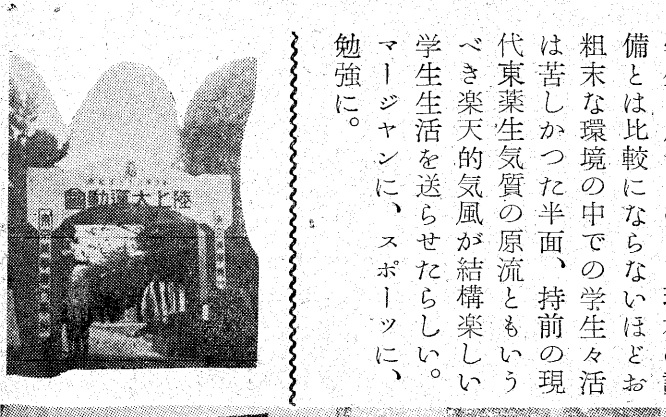 備とは比較にならないほどお
粗末な環境の中での学生々活
は苦しかつた半面、持前の現
代東薬生気質の原流ともいう
べき楽天的気風が結構楽しい
学生生活を送らせたらしい。
マージャンに、スポーツに、
勉強に。
陸上大運動会